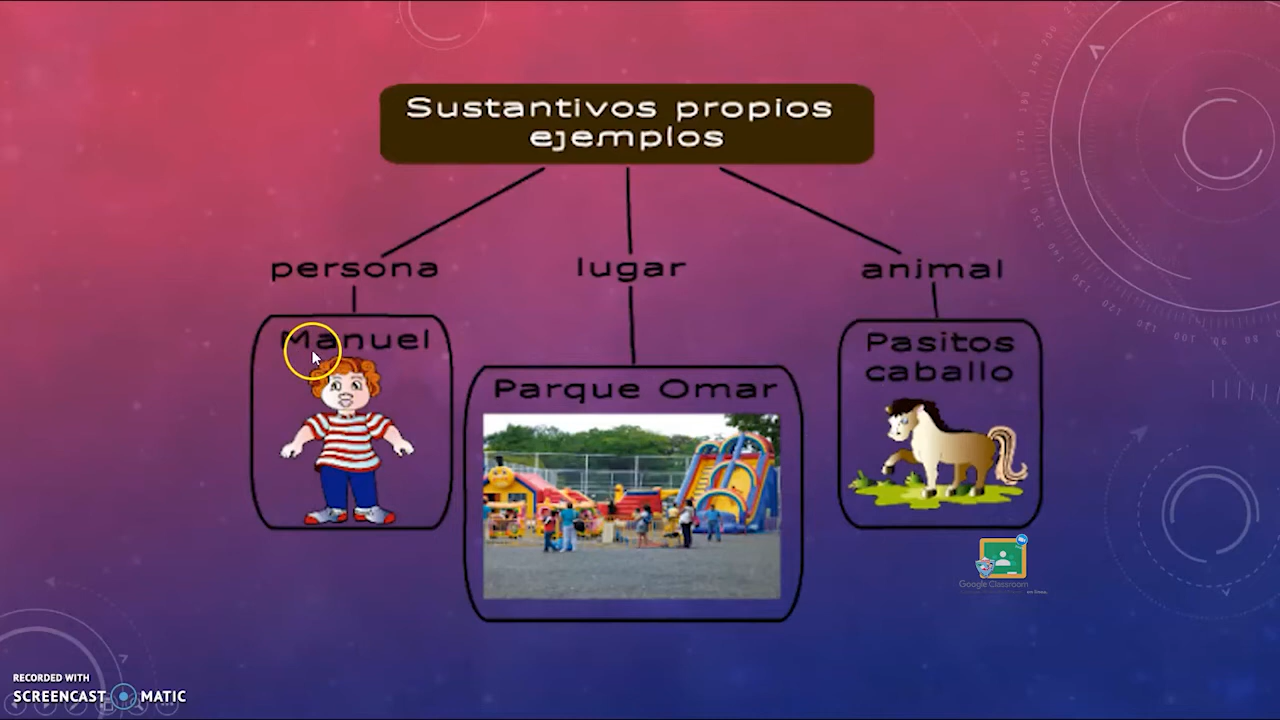 Sustantivos propios
ejemplos
persona
lugar
animal
Manuel
Parque Omar
Pasitos
caballo
Google Classroom
RECORDED WITH
SCREENCAST MATIC